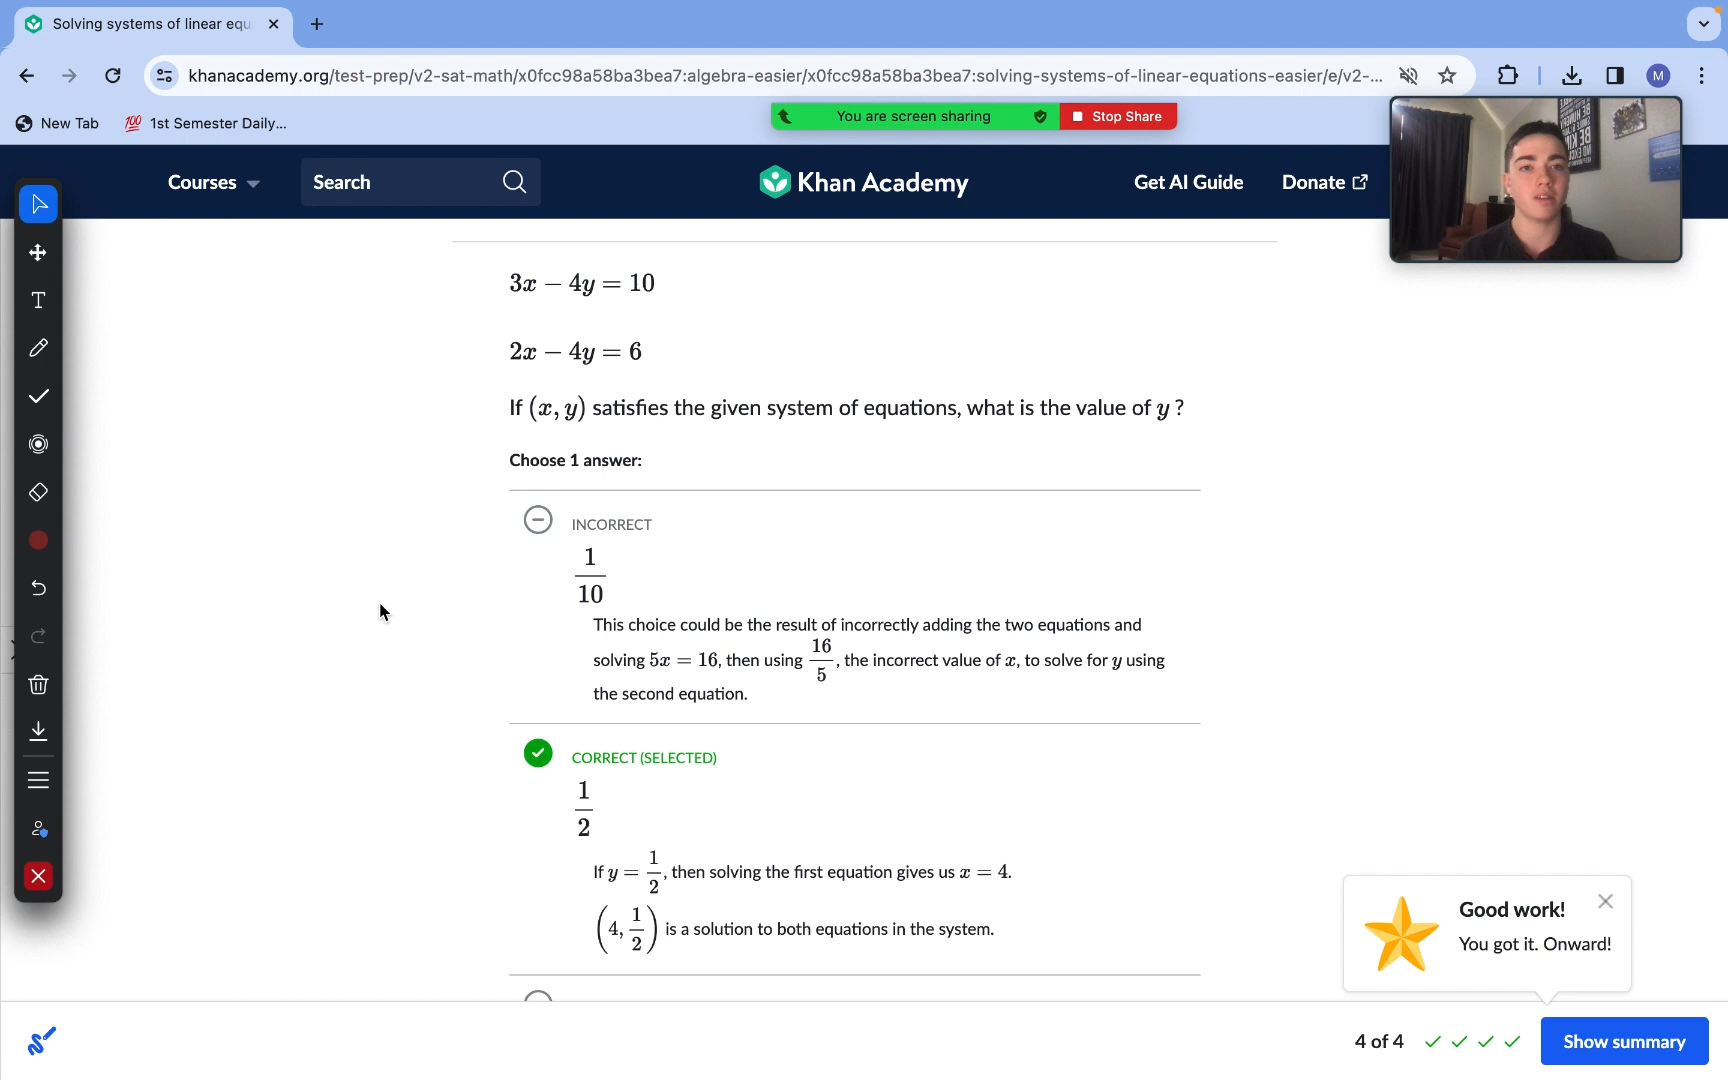 Solving systems of linear equ
khanacademy.org/test-prep/v2-sat-math/x0fcc98a58ba3bea7:algebra-easier/x0fcc98a58ba3bea7:solving-systems-of-linear-equations-easier/e/v2-...
M
New Tab
💯 1st Semester Daily...
You are screen sharing
Stop Share
Courses
Search
Khan Academy
Get AI Guide
Donate
T
3x − 4y = 10
2x − 4y = 6
If (x, y) satisfies the given system of equations, what is the value of y ?
Choose 1 answer:
INCORRECT
1/10
This choice could be the result of incorrectly adding the two equations and
solving 5x = 16, then using 16/5, the incorrect value of x, to solve for y using
the second equation.
CORRECT (SELECTED)
1/2
If y = 1/2, then solving the first equation gives us x = 4.
(4, 1/2) is a solution to both equations in the system.
Good work!
You got it. Onward!
4 of 4
Show summary